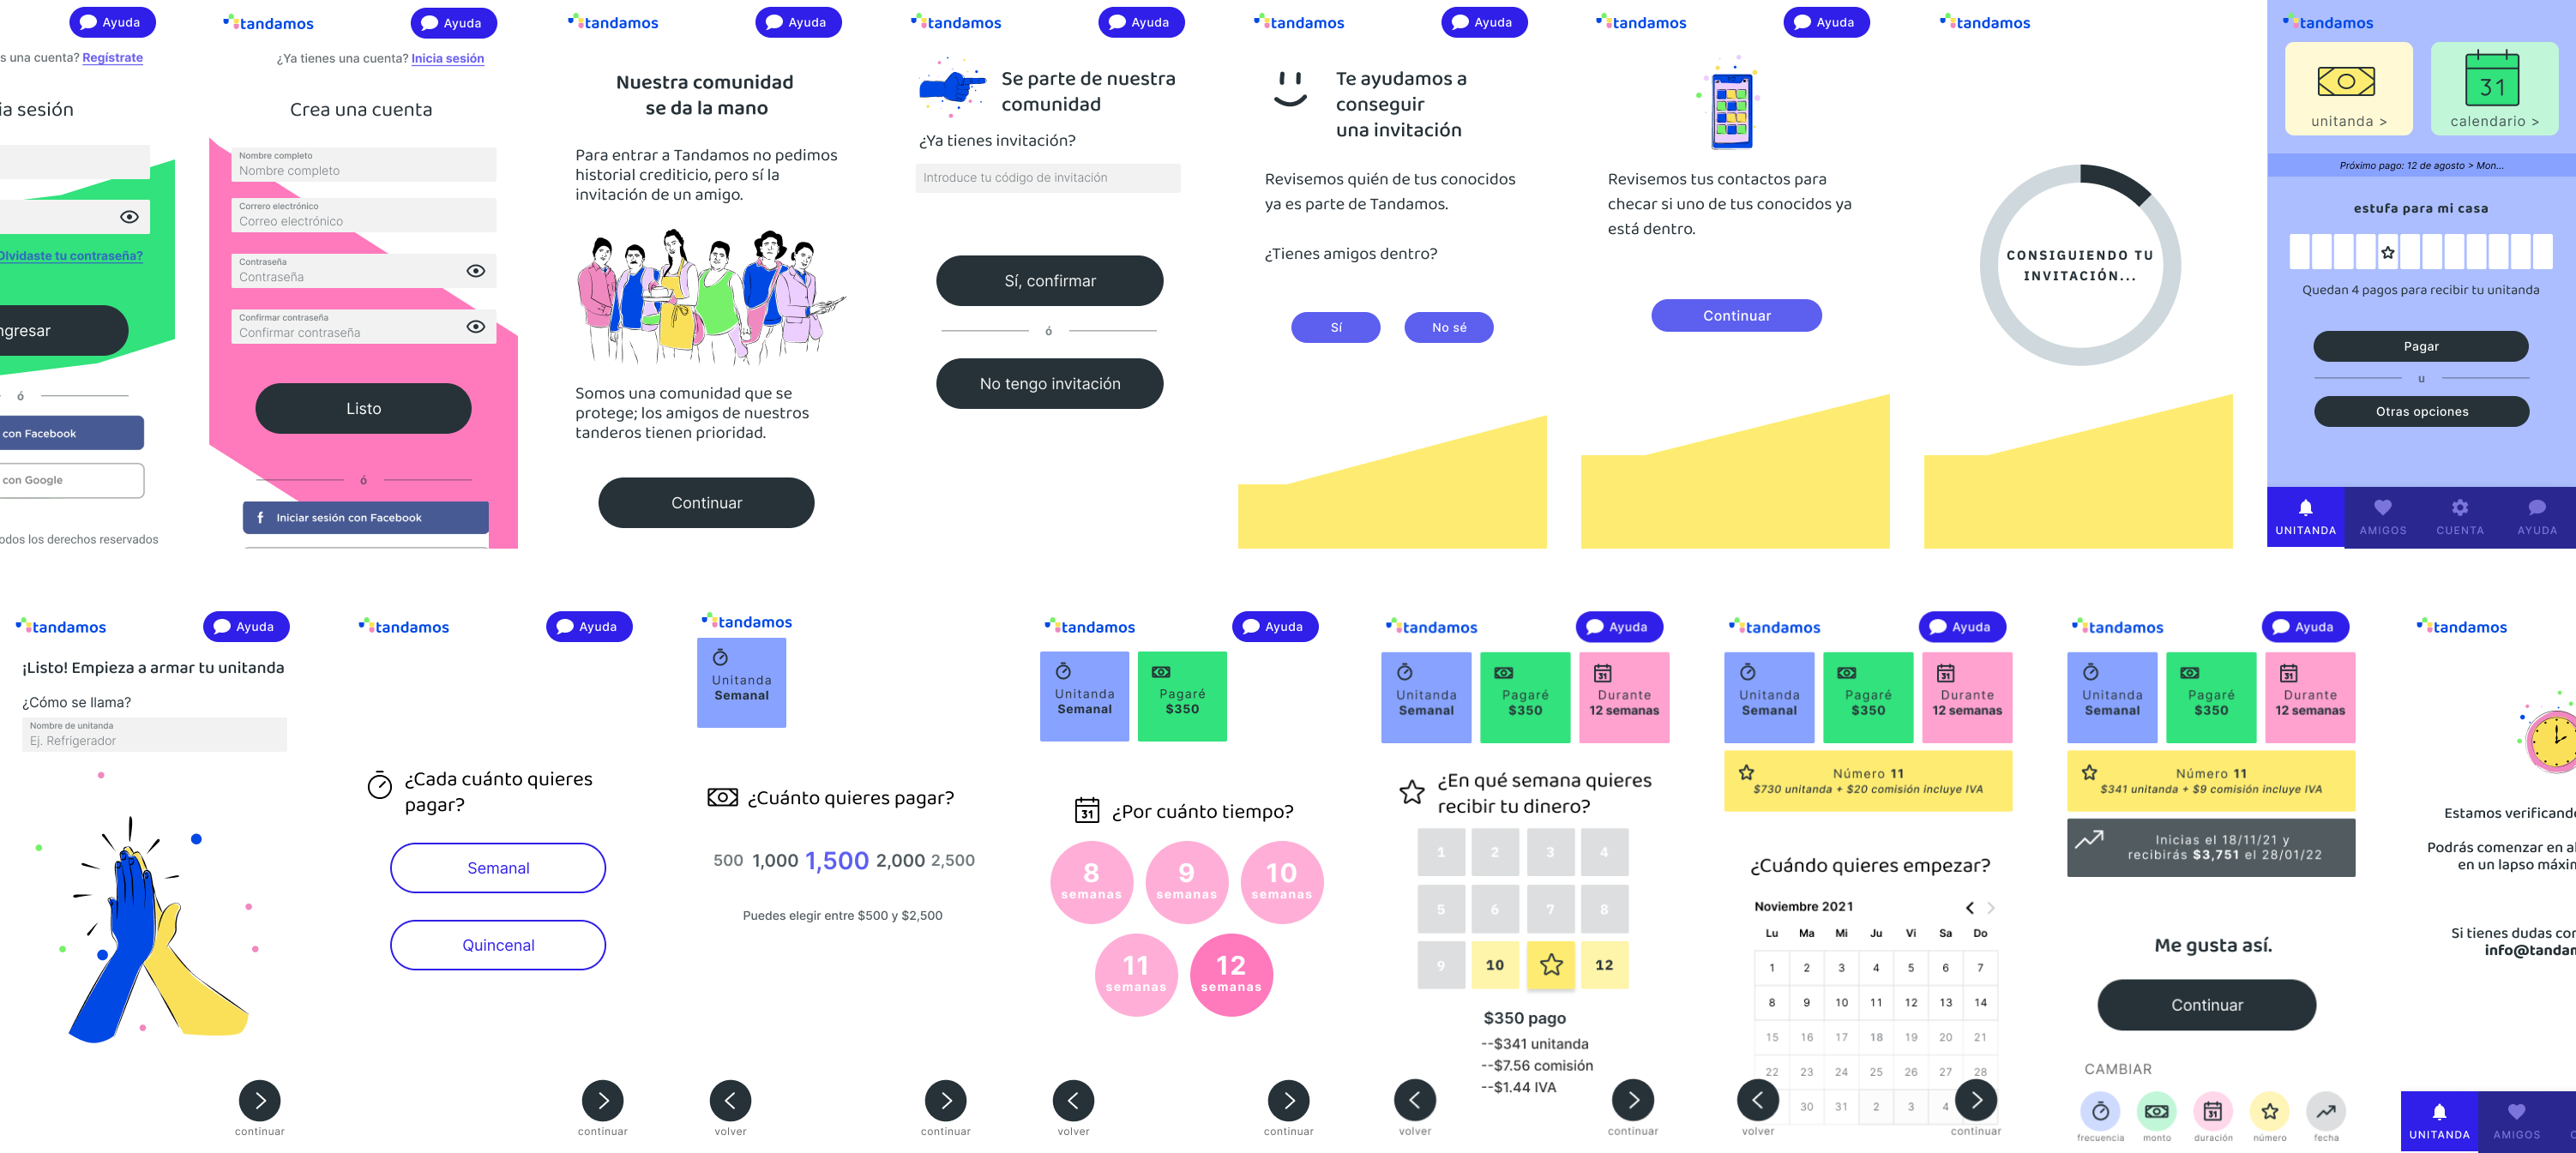 Ayuda
s una cuenta? Regístrate
ia sesión
Olvidaste tu contraseña?
ngresar
ó
con Facebook
con Google
odos los derechos reservados
tandamos
Ayuda
¿Ya tienes una cuenta? Inicia sesión
Crea una cuenta
Nombre completo
Nombre completo
Correro electrónico
Correo electrónico
Contraseña
Contraseña
Confirmar contraseña
Confirmar contraseña
Listo
ó
f Iniciar sesión con Facebook
tandamos
Ayuda
Nuestra comunidad
se da la mano
Para entrar a Tandamos no pedimos
historial crediticio, pero sí la
invitación de un amigo.
Somos una comunidad que se
protege; los amigos de nuestros
tanderos tienen prioridad.
Continuar
tandamos
Ayuda
Se parte de nuestra
comunidad
¿Ya tienes invitación?
Introduce tu código de invitación
Sí, confirmar
ó
No tengo invitación
tandamos
Ayuda
Te ayudamos a
conseguir
una invitación
Revisemos quién de tus conocidos
ya es parte de Tandamos.
¿Tienes amigos dentro?
Sí
No sé
tandamos
Ayuda
Revisemos tus contactos para
checar si uno de tus conocidos ya
está dentro.
Continuar
tandamos
CONSIGUIENDO TU
INVITACIÓN...
tandamos
31
unitanda >
calendario >
Próximo pago: 12 de agosto > Mon...
estufa para mi casa
Quedan 4 pagos para recibir tu unitanda
Pagar
u
Otras opciones
UNITANDA
AMIGOS
CUENTA
AYUDA
tandamos
Ayuda
¡Listo! Empieza a armar tu unitanda
¿Cómo se llama?
Nombre de unitanda
Ej. Refrigerador
continuar
tandamos
Ayuda
¿Cada cuánto quieres
pagar?
Semanal
Quincenal
continuar
tandamos
Unitanda
Semanal
¿Cuánto quieres pagar?
500 1,000 1,500 2,000 2,500
Puedes elegir entre $500 y $2,500
volver
continuar
tandamos
Ayuda
Unitanda
Semanal
Pagaré
$350
31
¿Por cuánto tiempo?
8
semanas
9
semanas
10
semanas
11
semanas
12
semanas
volver
continuar
tandamos
Ayuda
Unitanda
Semanal
Pagaré
$350
31
Durante
12 semanas
¿En qué semana quieres
recibir tu dinero?
1 2 3 4
5 6 7 8
9 10 12
$350 pago
--$341 unitanda
--$7.56 comisión
--$1.44 IVA
volver
continuar
tandamos
Ayuda
Unitanda
Semanal
Pagaré
$350
31
Durante
12 semanas
Número 11
$730 unitanda + $20 comisión incluye IVA
¿Cuándo quieres empezar?
Noviembre 2021
Lu Ma Mi Ju Vi Sa Do
1 2 3 4 5 6 7
8 9 10 11 12 13 14
15 16 17 18 19 20 21
22 23 24 25 26 27 28
30 31 2 3 4
volver
continuar
tandamos
Ayuda
Unitanda
Semanal
Pagaré
$350
31
Durante
12 semanas
Número 11
$341 unitanda + $9 comisión incluye IVA
Inicias el 18/11/21 y
recibirás $3,751 el 28/01/22
Me gusta así.
Continuar
CAMBIAR
31
frecuencia
monto
duración
número
fecha
tandamos
Estamos verificand
Podrás comenzar en a
en un lapso máxim
Si tienes dudas con
info@tandam
UNITANDA
AMIGOS